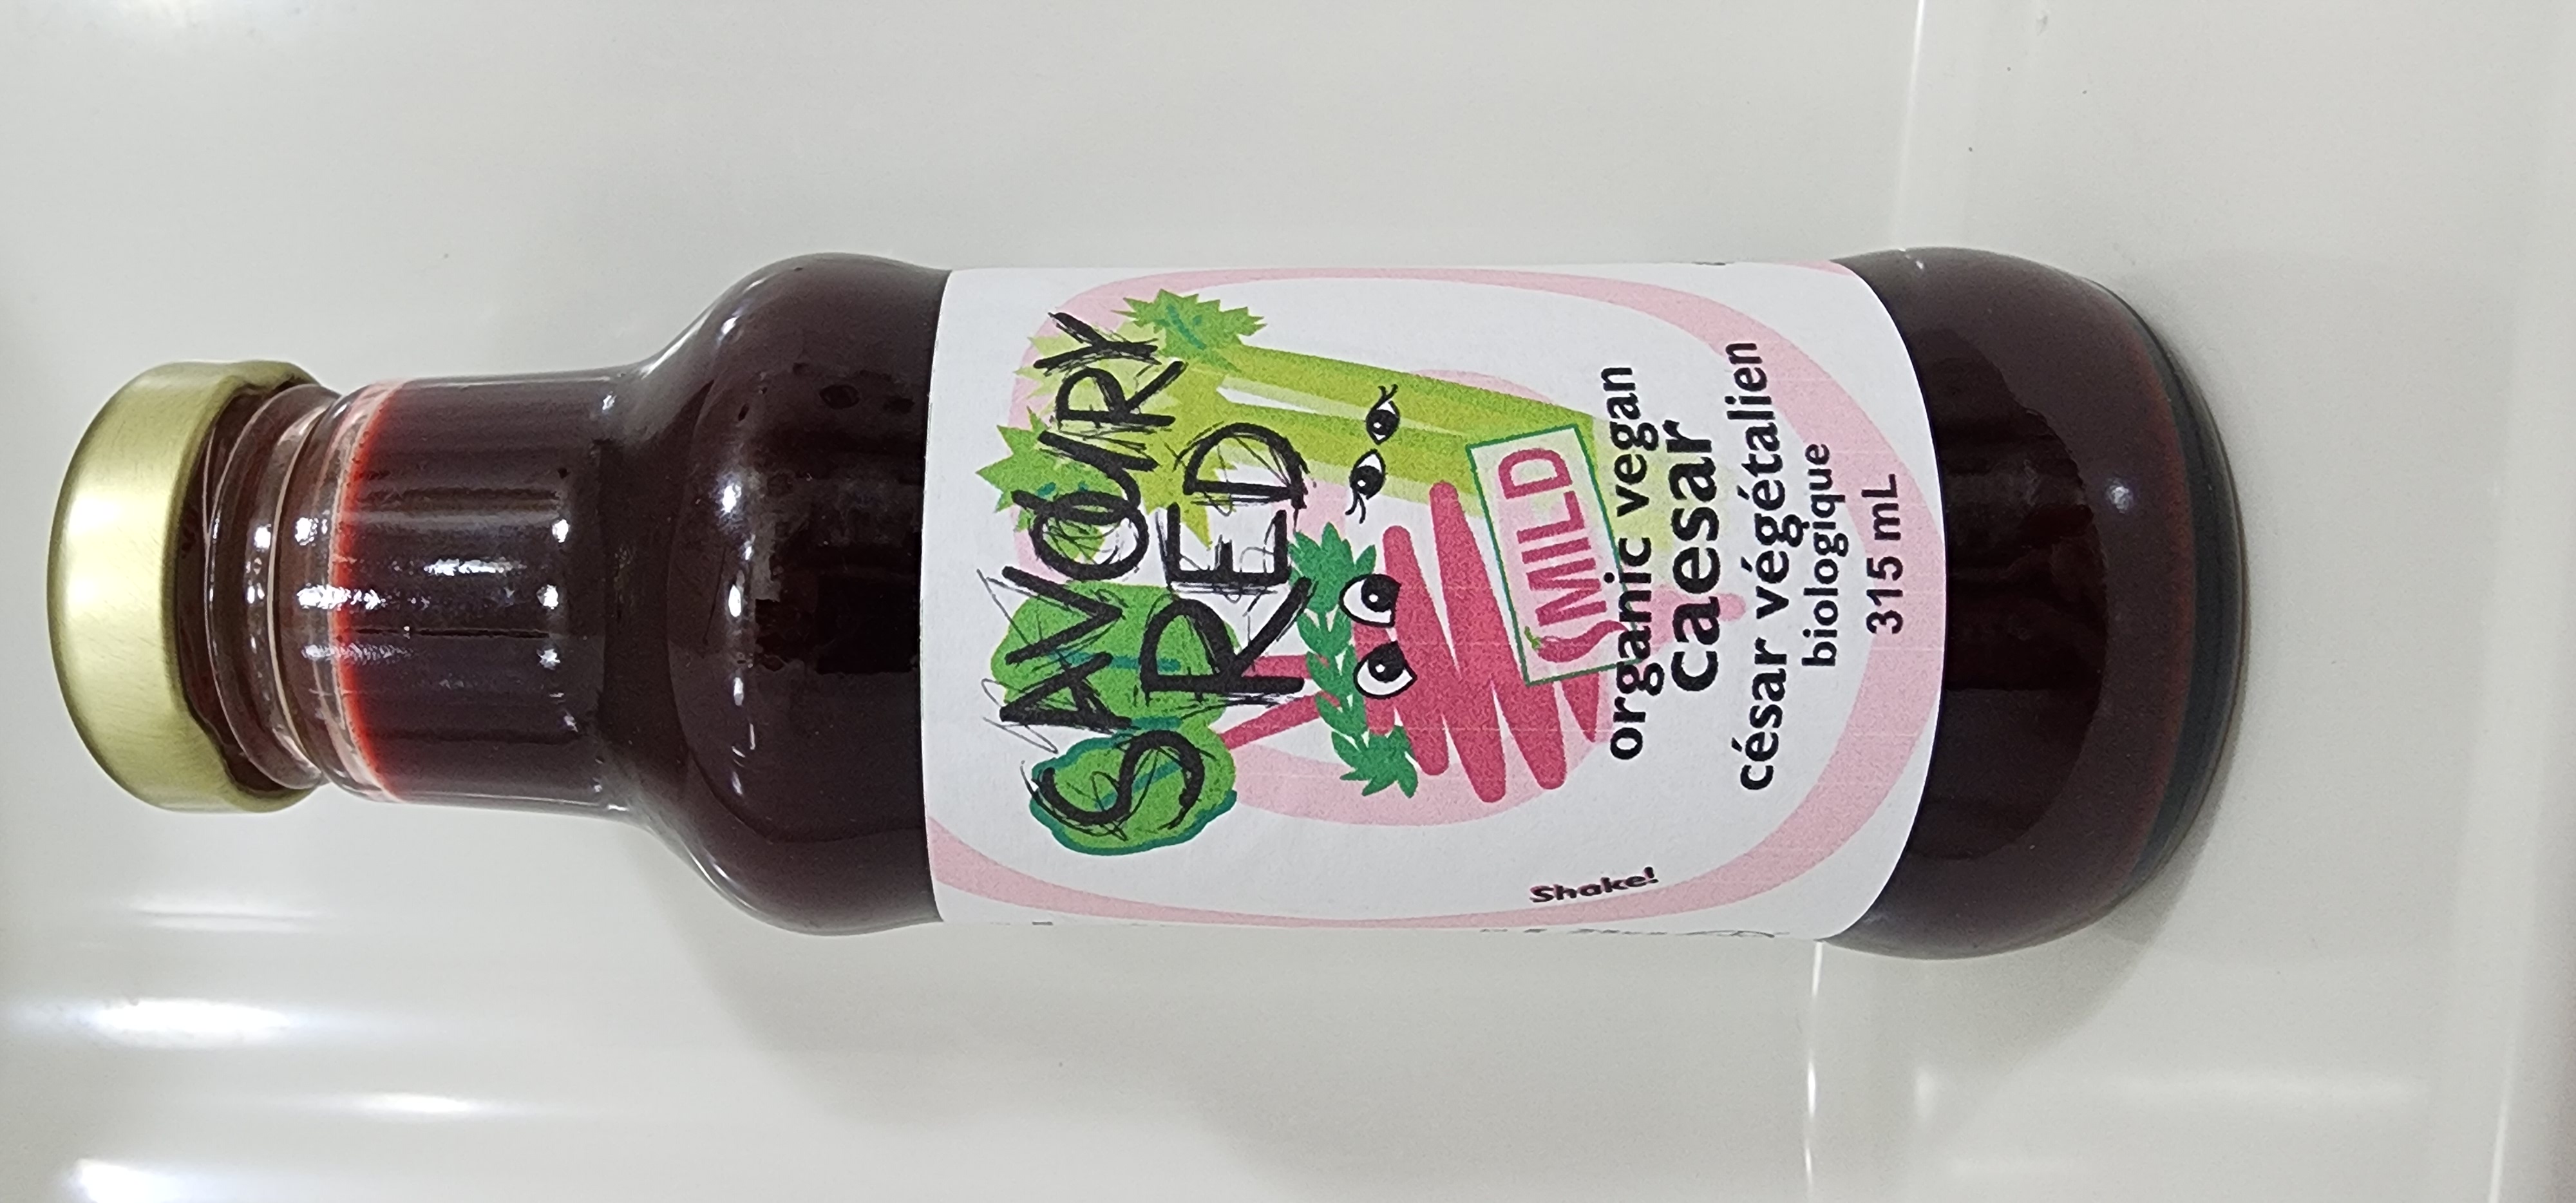 SAVOURY
RED
MILD
organic vegan
caesar
césar végétalien
biologique
315 mL
Shake!